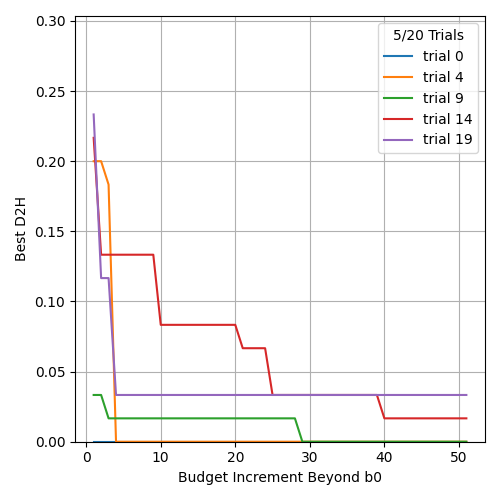 5/20 Trials
trial 0
trial 4
trial 9
trial 14
trial 19
Best D2H
0.30
0.25
0.20
0.15
0.10
0.05
0.00
0 10 20 30 40 50
Budget Increment Beyond b0